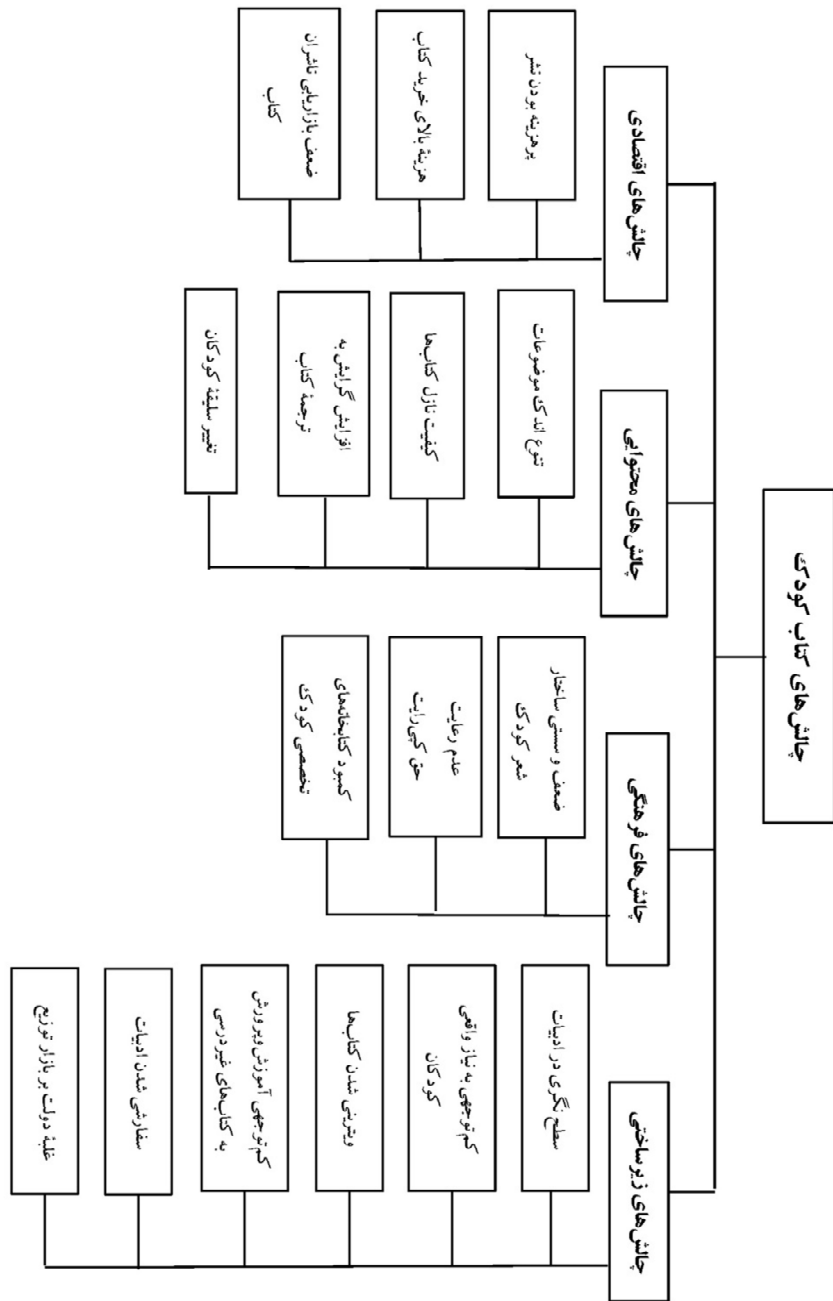 چالش‌های کتاب کودک
چالش‌های زیرساختی
سطح نگری در ادبیات
کم توجهی به نیاز واقعی
کودکان
ویترینی شدن کتاب‌ها
کم توجهی آموزش وپرورش
به کتاب‌های غیردرسی
سفارشی شدن ادبیات
غلبهٔ دولت بر بازار توزیع
چالش‌های فرهنگی
ضعف و سستی ساختار
شعر کودک
عدم رعایت
حق کپی‌رایت
کمبود کتابخانه‌های
تخصصی کودک
چالش‌های محتوایی
تنوع اندک موضوعات
کیفیت نازل کتاب‌ها
افزایش گرایش به
ترجمهٔ کتاب
تغییر سلیقهٔ کودکان
چالش‌های اقتصادی
پرهزینه بودن نشر
هزینهٔ بالای خرید کتاب
ضعف بازاریابی ناشران
کتاب